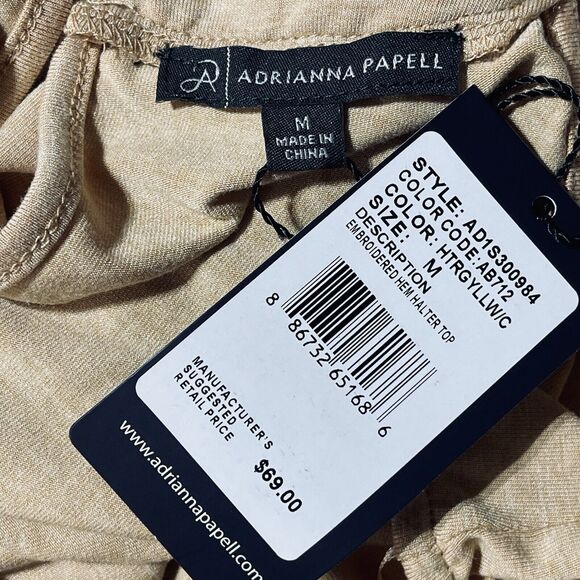 ADRIANNA PAPELL
M
MADE IN
CHINA
STYLE: AD1S300984
COLOR CODE:AB712
COLOR: HTRGYLLW/C
SIZE: M
DESCRIPTION
EMBROIDERED HEM HALTER TOP
8 86732 65168 6
MANUFACTURER'S
SUGGESTED
RETAIL PRICE
$69.00
www.adriannapapell.com